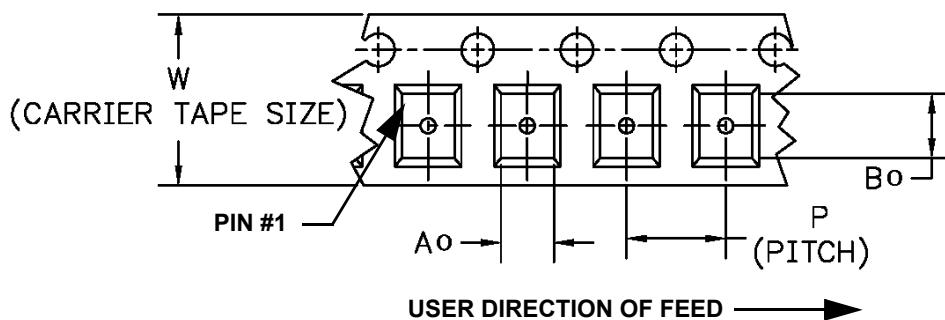 W
(CARRIER TAPE SIZE)
PIN #1
Ao
Bo
P
(PITCH)
USER DIRECTION OF FEED